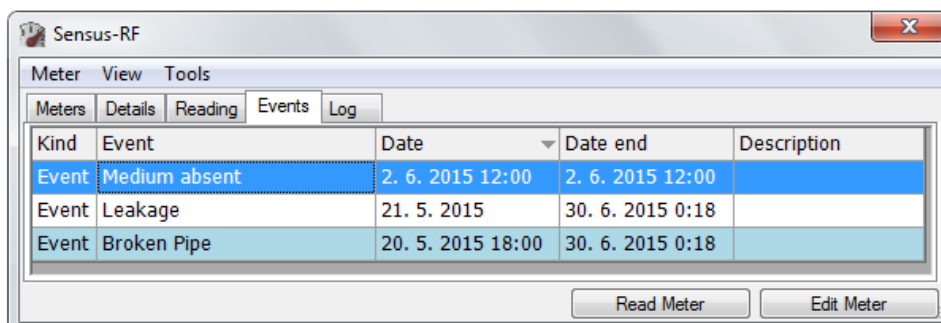 Sensus-RF
Meter View Tools
Meters Details Reading Events Log
Kind Event Date Date end Description
Event Medium absent 2. 6. 2015 12:00 2. 6. 2015 12:00
Event Leakage 21. 5. 2015 30. 6. 2015 0:18
Event Broken Pipe 20. 5. 2015 18:00 30. 6. 2015 0:18
Read Meter Edit Meter